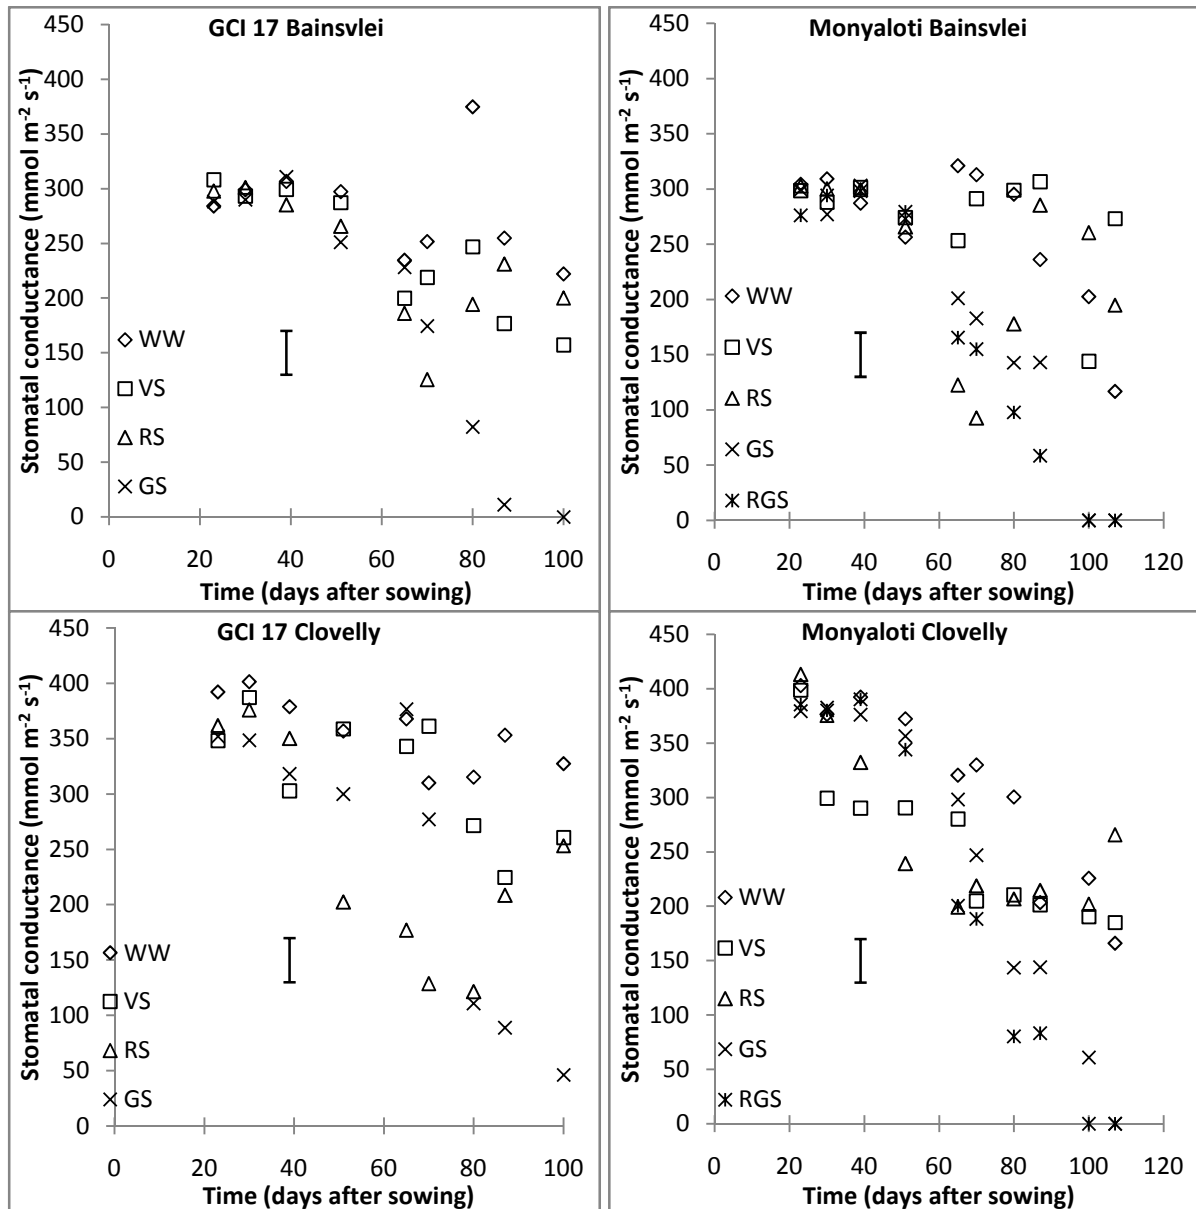 GCI 17 Bainsvlei
Stomatal conductance (mmol m⁻² s⁻¹)
450
400
350
300
250
200
150
100
50
0
WW
VS
RS
GS
0 20 40 60 80 100
Time (days after sowing)
Monyaloti Bainsvlei
Stomatal conductance (mmol m⁻² s⁻¹)
450
400
350
300
250
200
150
100
50
0
WW
VS
RS
GS
RGS
0 20 40 60 80 100 120
Time (days after sowing)
GCI 17 Clovelly
Stomatal conductance (mmol m⁻² s⁻¹)
450
400
350
300
250
200
150
100
50
0
WW
VS
RS
GS
0 20 40 60 80 100
Time (days after sowing)
Monyaloti Clovelly
Stomatal conductance (mmol m⁻² s⁻¹)
450
400
350
300
250
200
150
100
50
0
WW
VS
RS
GS
RGS
0 20 40 60 80 100 120
Time (days after sowing)